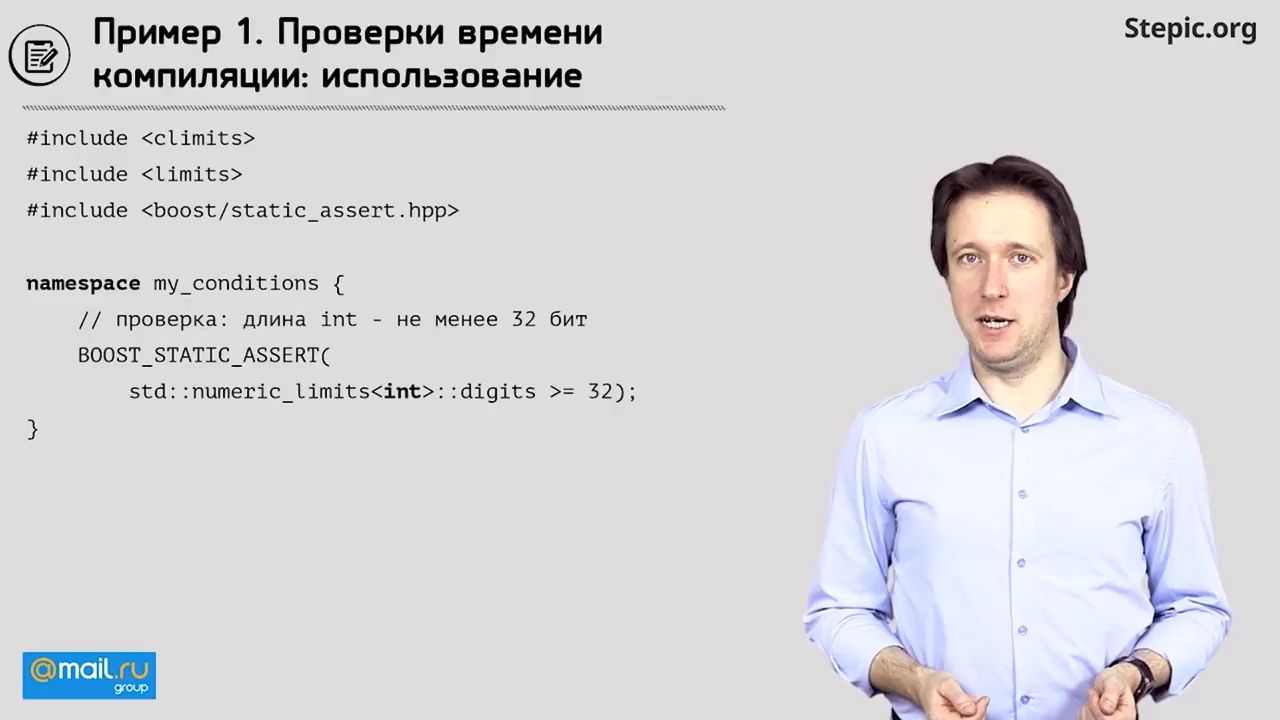 Пример 1. Проверки времени
компиляции: использование
Stepic.org
#include <climits>
#include <limits>
#include <boost/static_assert.hpp>
namespace my_conditions {
// проверка: длина int - не менее 32 бит
BOOST_STATIC_ASSERT(
std::numeric_limits<int>::digits >= 32);
}
@mail.ru
group